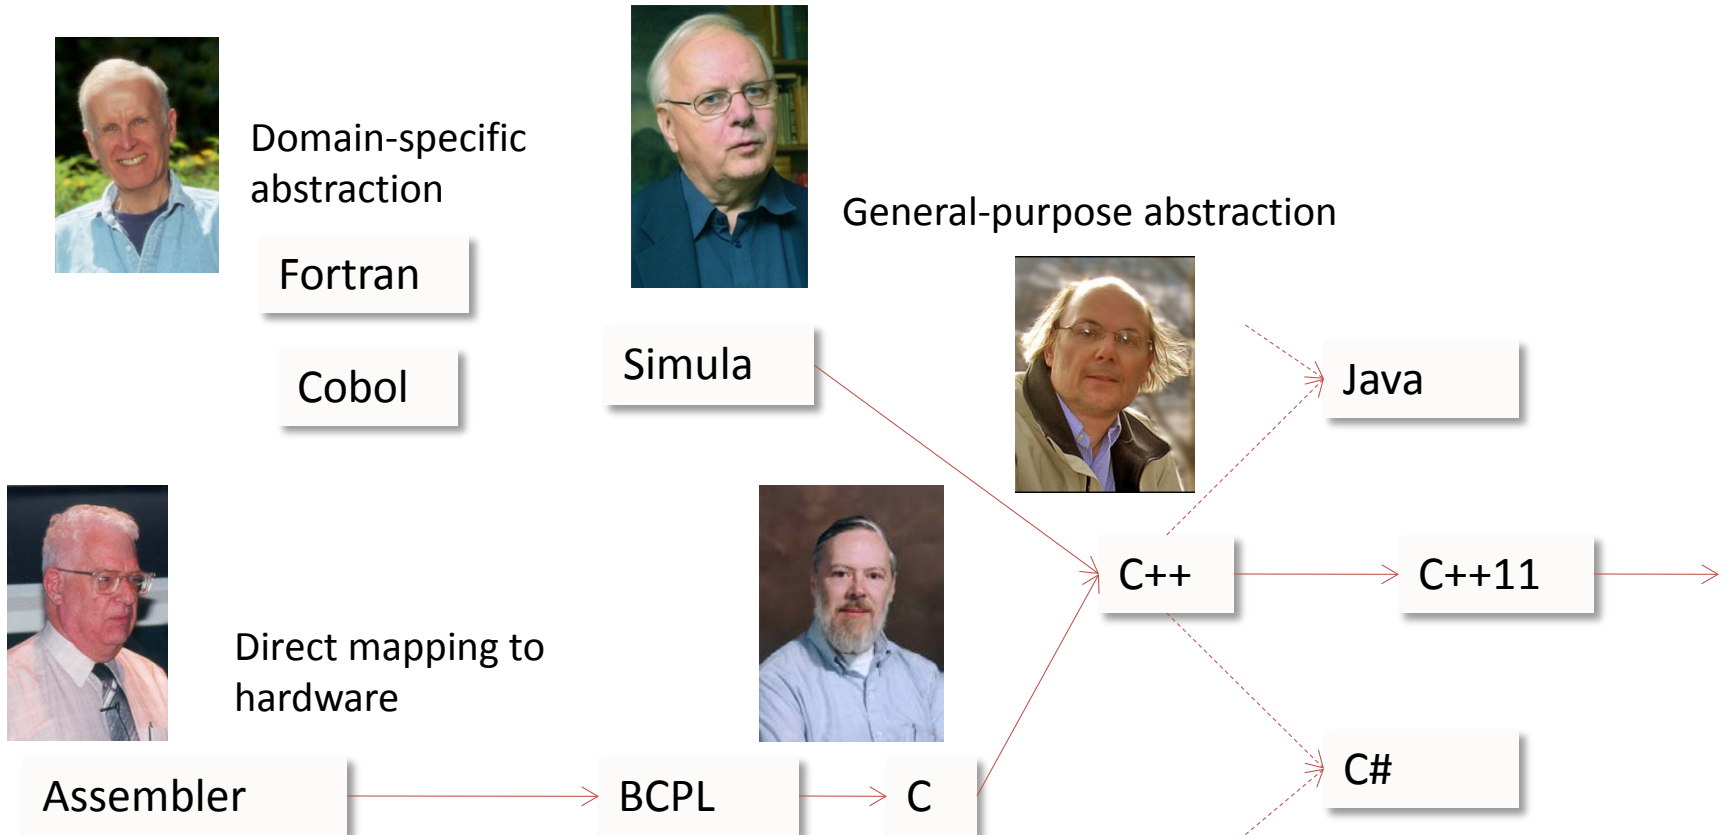 Domain-specific
abstraction
General-purpose abstraction
Fortran
Simula
Java
Cobol
C++
C++11
Direct mapping to
hardware
C#
Assembler
BCPL
C